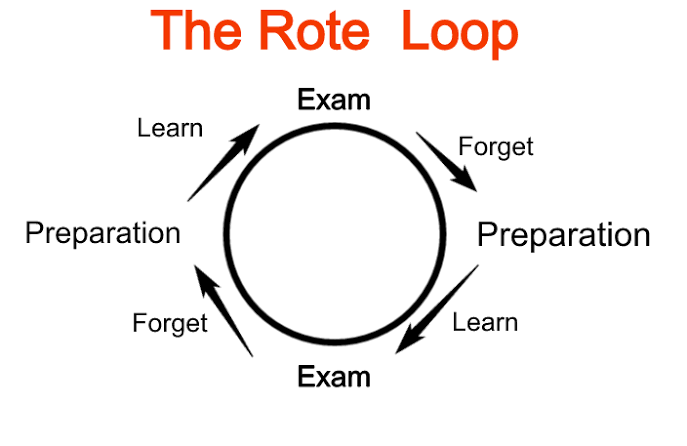 The Rote Loop
Exam
Learn
Forget
Preparation
Preparation
Forget
Learn
Exam